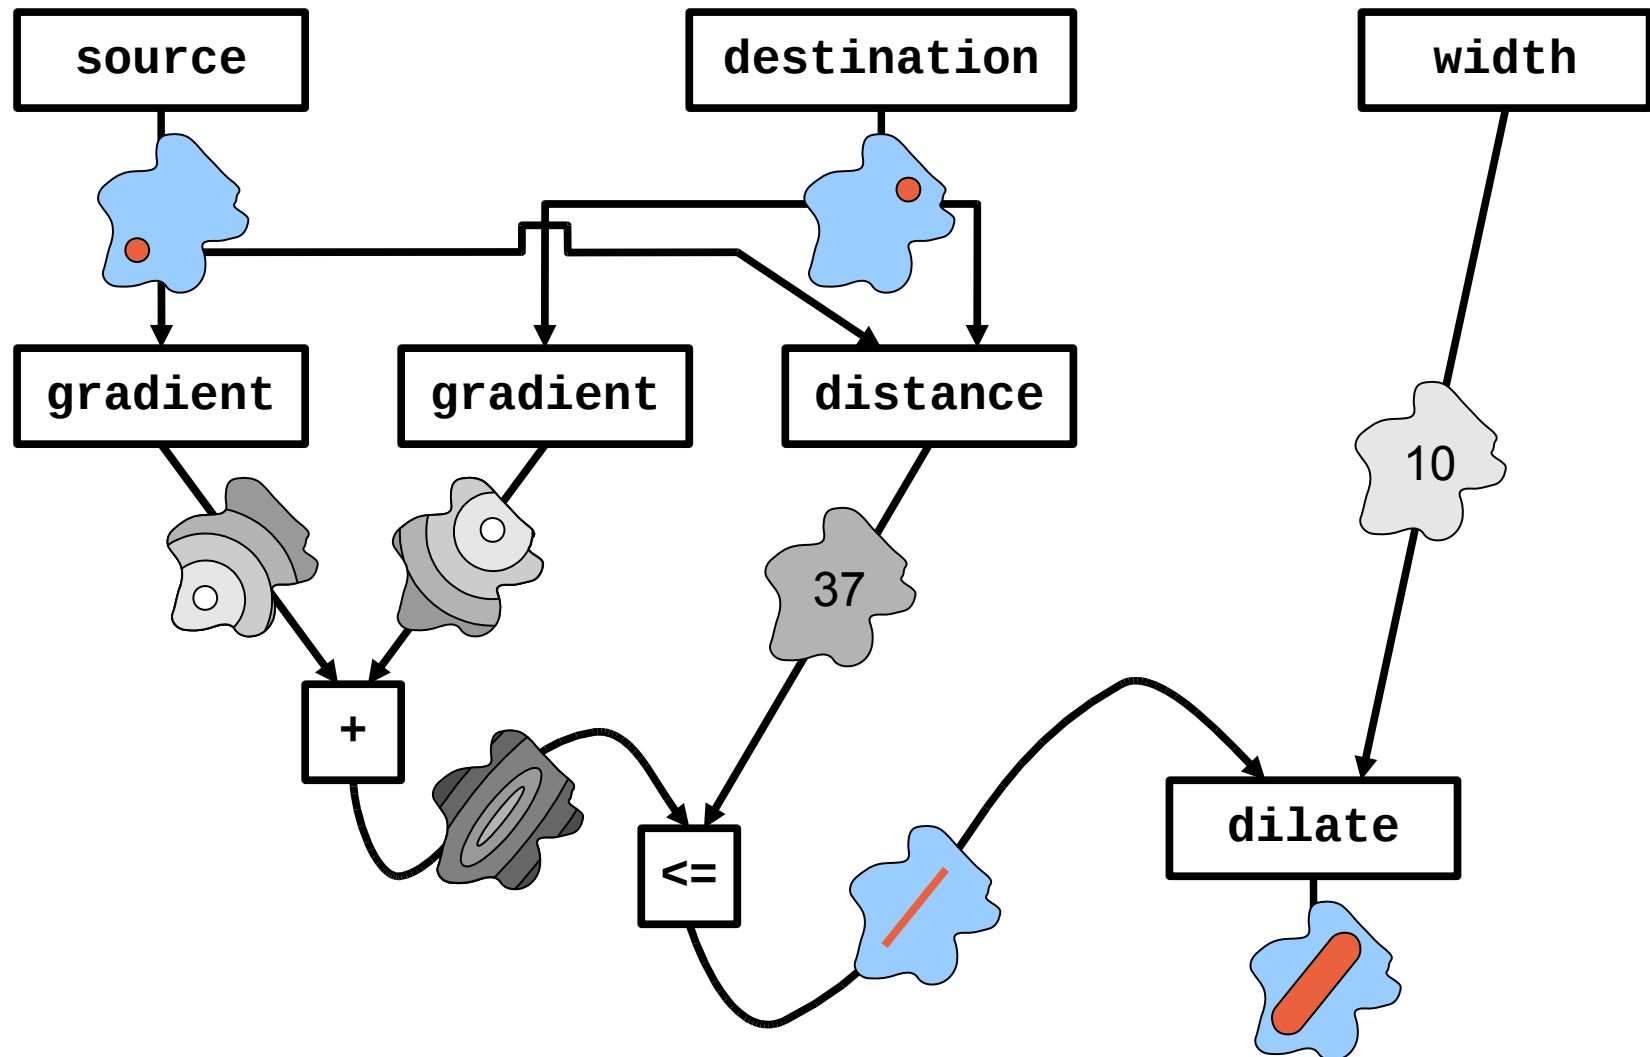 source
destination
width
gradient
gradient
distance
10
37
+
<=
dilate